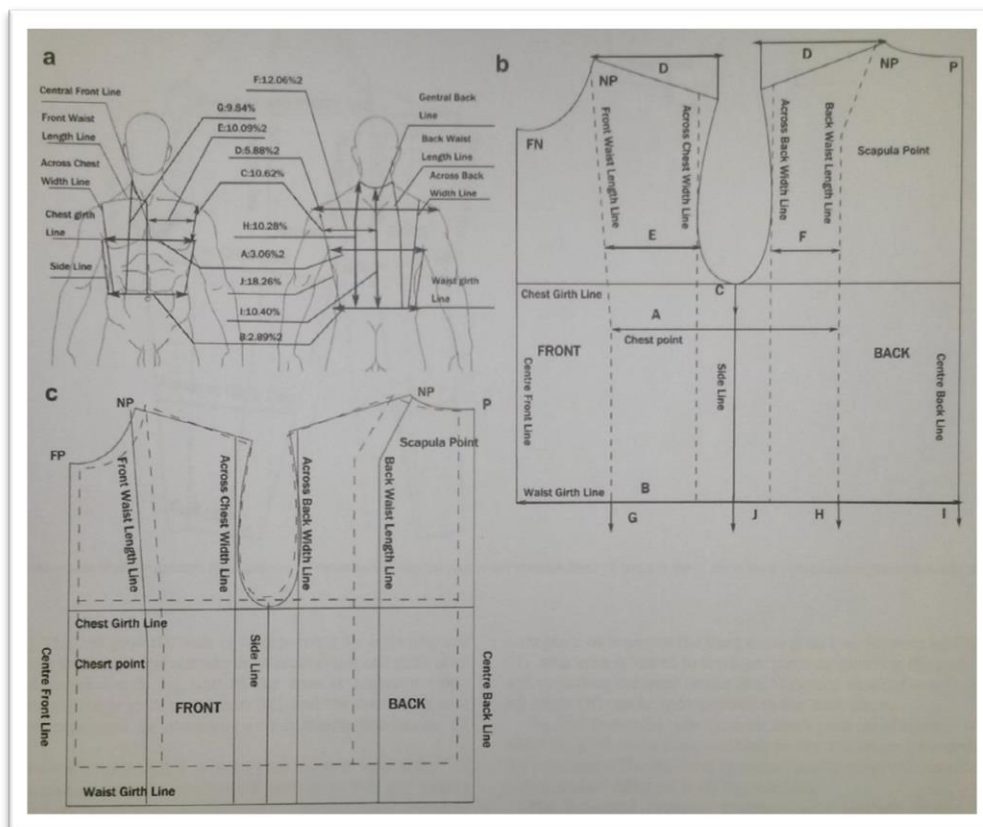 a
Central Front Line
Front Waist
Length Line
Across Chest
Width Line
Chest girth
Line
Side Line
F:12.06%2
G:9.84%
E:10.09%2
D:5.88%2
C:10.62%
H:10.28%
A:3.06%2
J:18.26%
I:10.40%
B:2.89%2
Gentral Back
Line
Back Waist
Length Line
Across Back
Width Line
Waist girth
Line
b
D
D
NP
NP
P
FN
Front Waist Length Line
Across Chest Width Line
Across Back Width Line
Back Waist Length Line
Scapula Point
E
F
Chest Girth Line
C
A
Chest point
FRONT
BACK
Centre Front Line
Side Line
Centre Back Line
Waist Girth Line
B
G
J
H
I
c
NP
NP
P
FP
Scapula Point
Front Waist Length Line
Across Chest Width Line
Across Back Width Line
Back Waist Length Line
Chest Girth Line
Chesrt point
Side Line
Centre Front Line
FRONT
BACK
Centre Back Line
Waist Girth Line